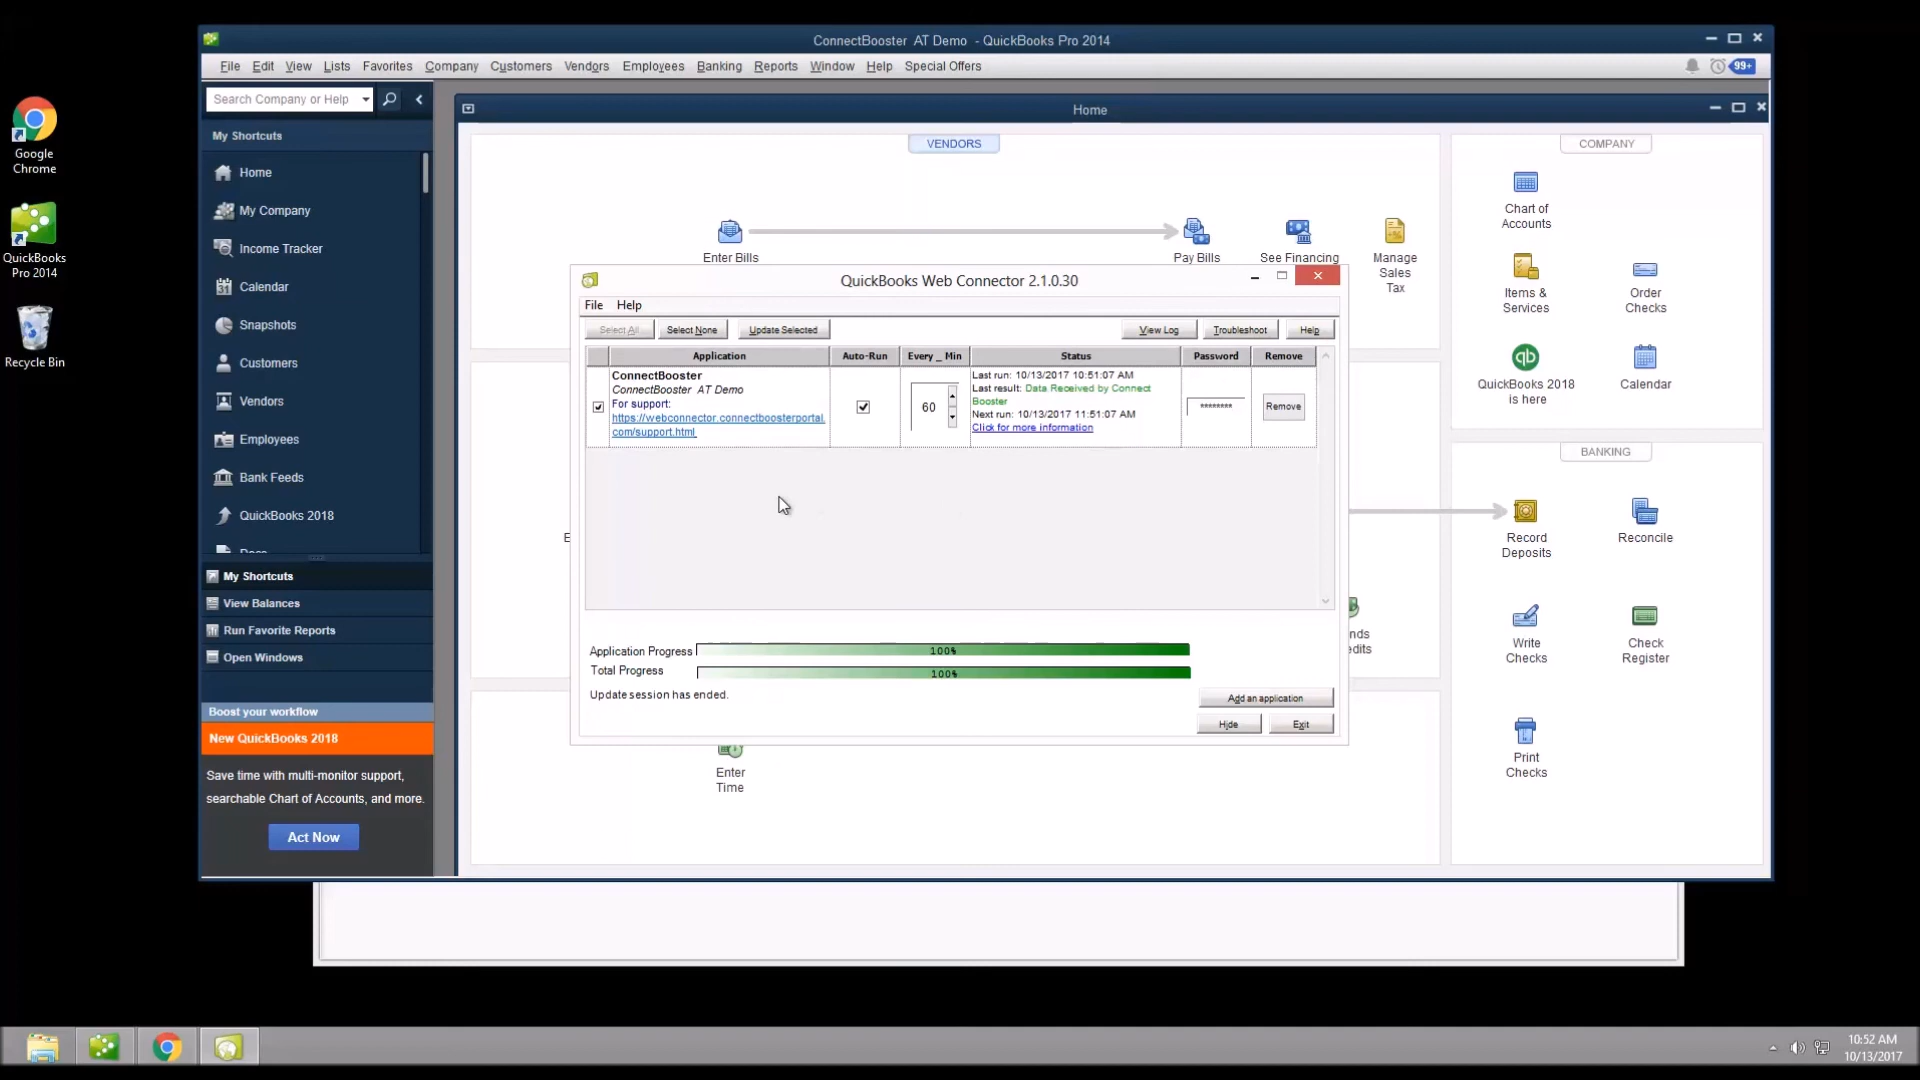 ConnectBooster AT Demo - QuickBooks Pro 2014
File Edit View Lists Favorites Company Customers Vendors Employees Banking Reports Window Help Special Offers
99+
Search Company or Help
Home
My Shortcuts
Home
My Company
Income Tracker
Calendar
Snapshots
Customers
Vendors
Employees
Bank Feeds
QuickBooks 2018
Docs
My Shortcuts
View Balances
Run Favorite Reports
Open Windows
Boost your workflow
New QuickBooks 2018
Save time with multi-monitor support,
searchable Chart of Accounts, and more.
Act Now
Google
Chrome
QuickBooks
Pro 2014
Recycle Bin
VENDORS
Enter Bills
Pay Bills
See Financing
Manage
Sales
Tax
E
nds
edits
Enter
Time
COMPANY
Chart of
Accounts
Items &
Services
Order
Checks
QuickBooks 2018
is here
Calendar
31
qb
BANKING
Record
Deposits
Reconcile
Write
Checks
Check
Register
Print
Checks
QuickBooks Web Connector 2.1.0.30
File Help
Select All Select None Update Selected View Log Troubleshoot Help
Application Auto-Run Every _ Min Status Password Remove
ConnectBooster
ConnectBooster AT Demo
For support:
https://webconnector.connectboosterportal.
com/support.html
60
Last run: 10/13/2017 10:51:07 AM
Last result: Data Received by Connect
Booster
Next run: 10/13/2017 11:51:07 AM
Click for more information
********
Remove
Application Progress 100%
Total Progress 100%
Update session has ended.
Add an application
Hide Exit
10:52 AM
10/13/2017